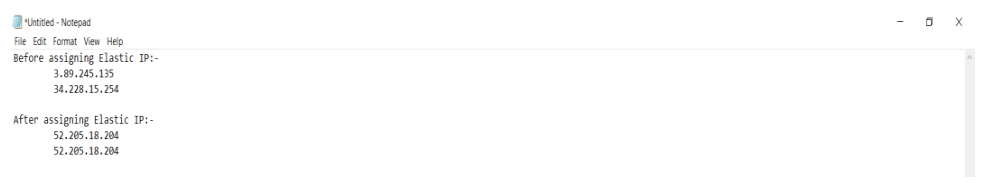 *Untitled - Notepad
File Edit Format View Help
Before assigning Elastic IP:-
3.89.245.135
34.228.15.254
After assigning Elastic IP:-
52.205.18.204
52.205.18.204